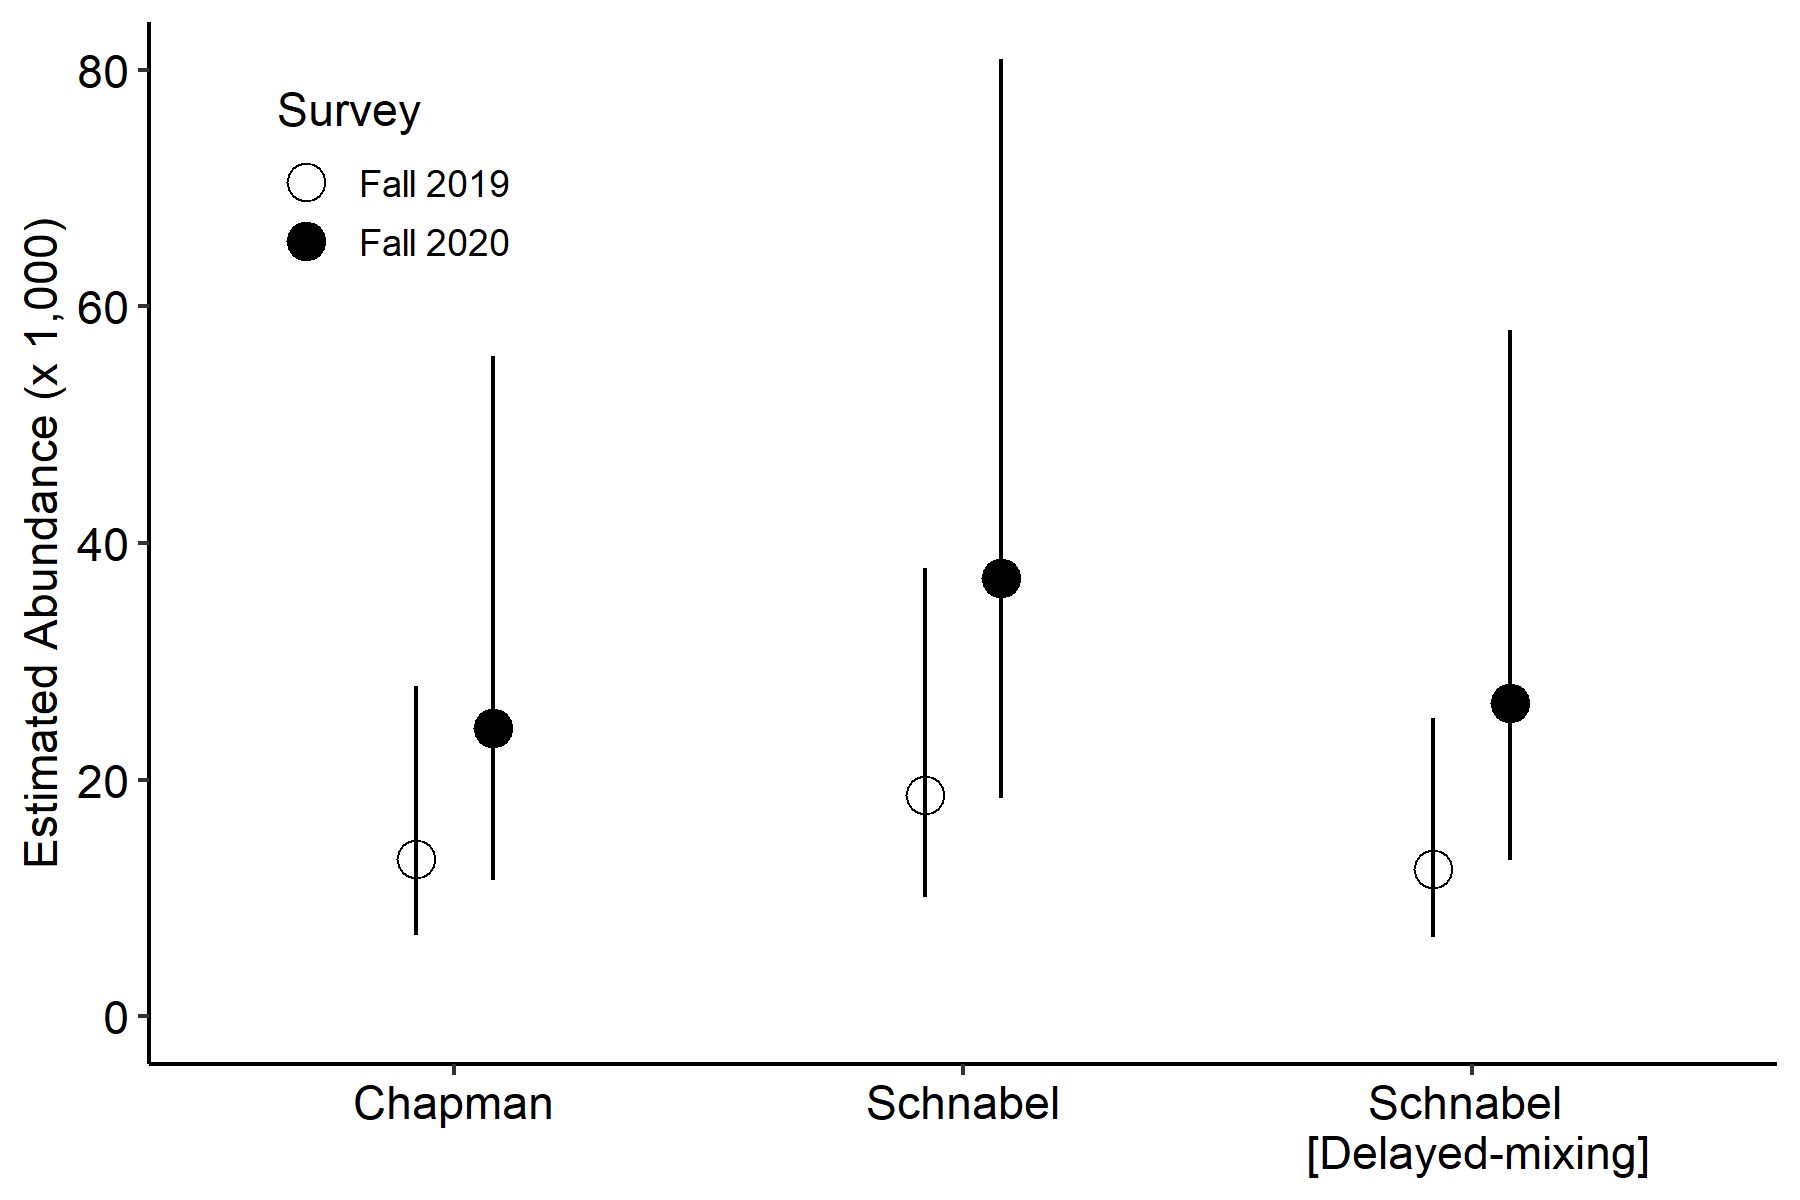 Estimated Abundance (x 1,000)
80
60
40
20
0
Survey
Fall 2019
Fall 2020
Chapman
Schnabel
Schnabel
[Delayed-mixing]